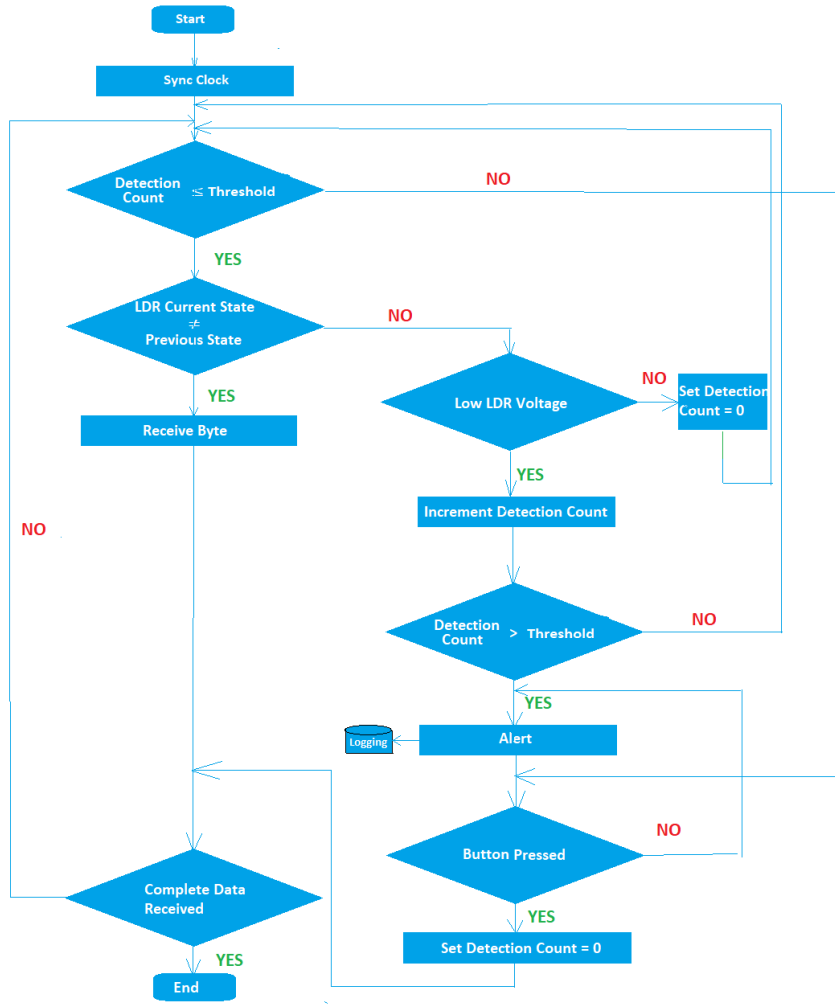 Start
Sync Clock
Detection
Count ≤ Threshold
NO
YES
LDR Current State
≠
Previous State
NO
YES
Receive Byte
Low LDR Voltage
NO
Set Detection
Count = 0
YES
Increment Detection Count
NO
Detection
Count > Threshold
NO
YES
Alert
Logging
Button Pressed
NO
YES
Set Detection Count = 0
Complete Data
Received
YES
End